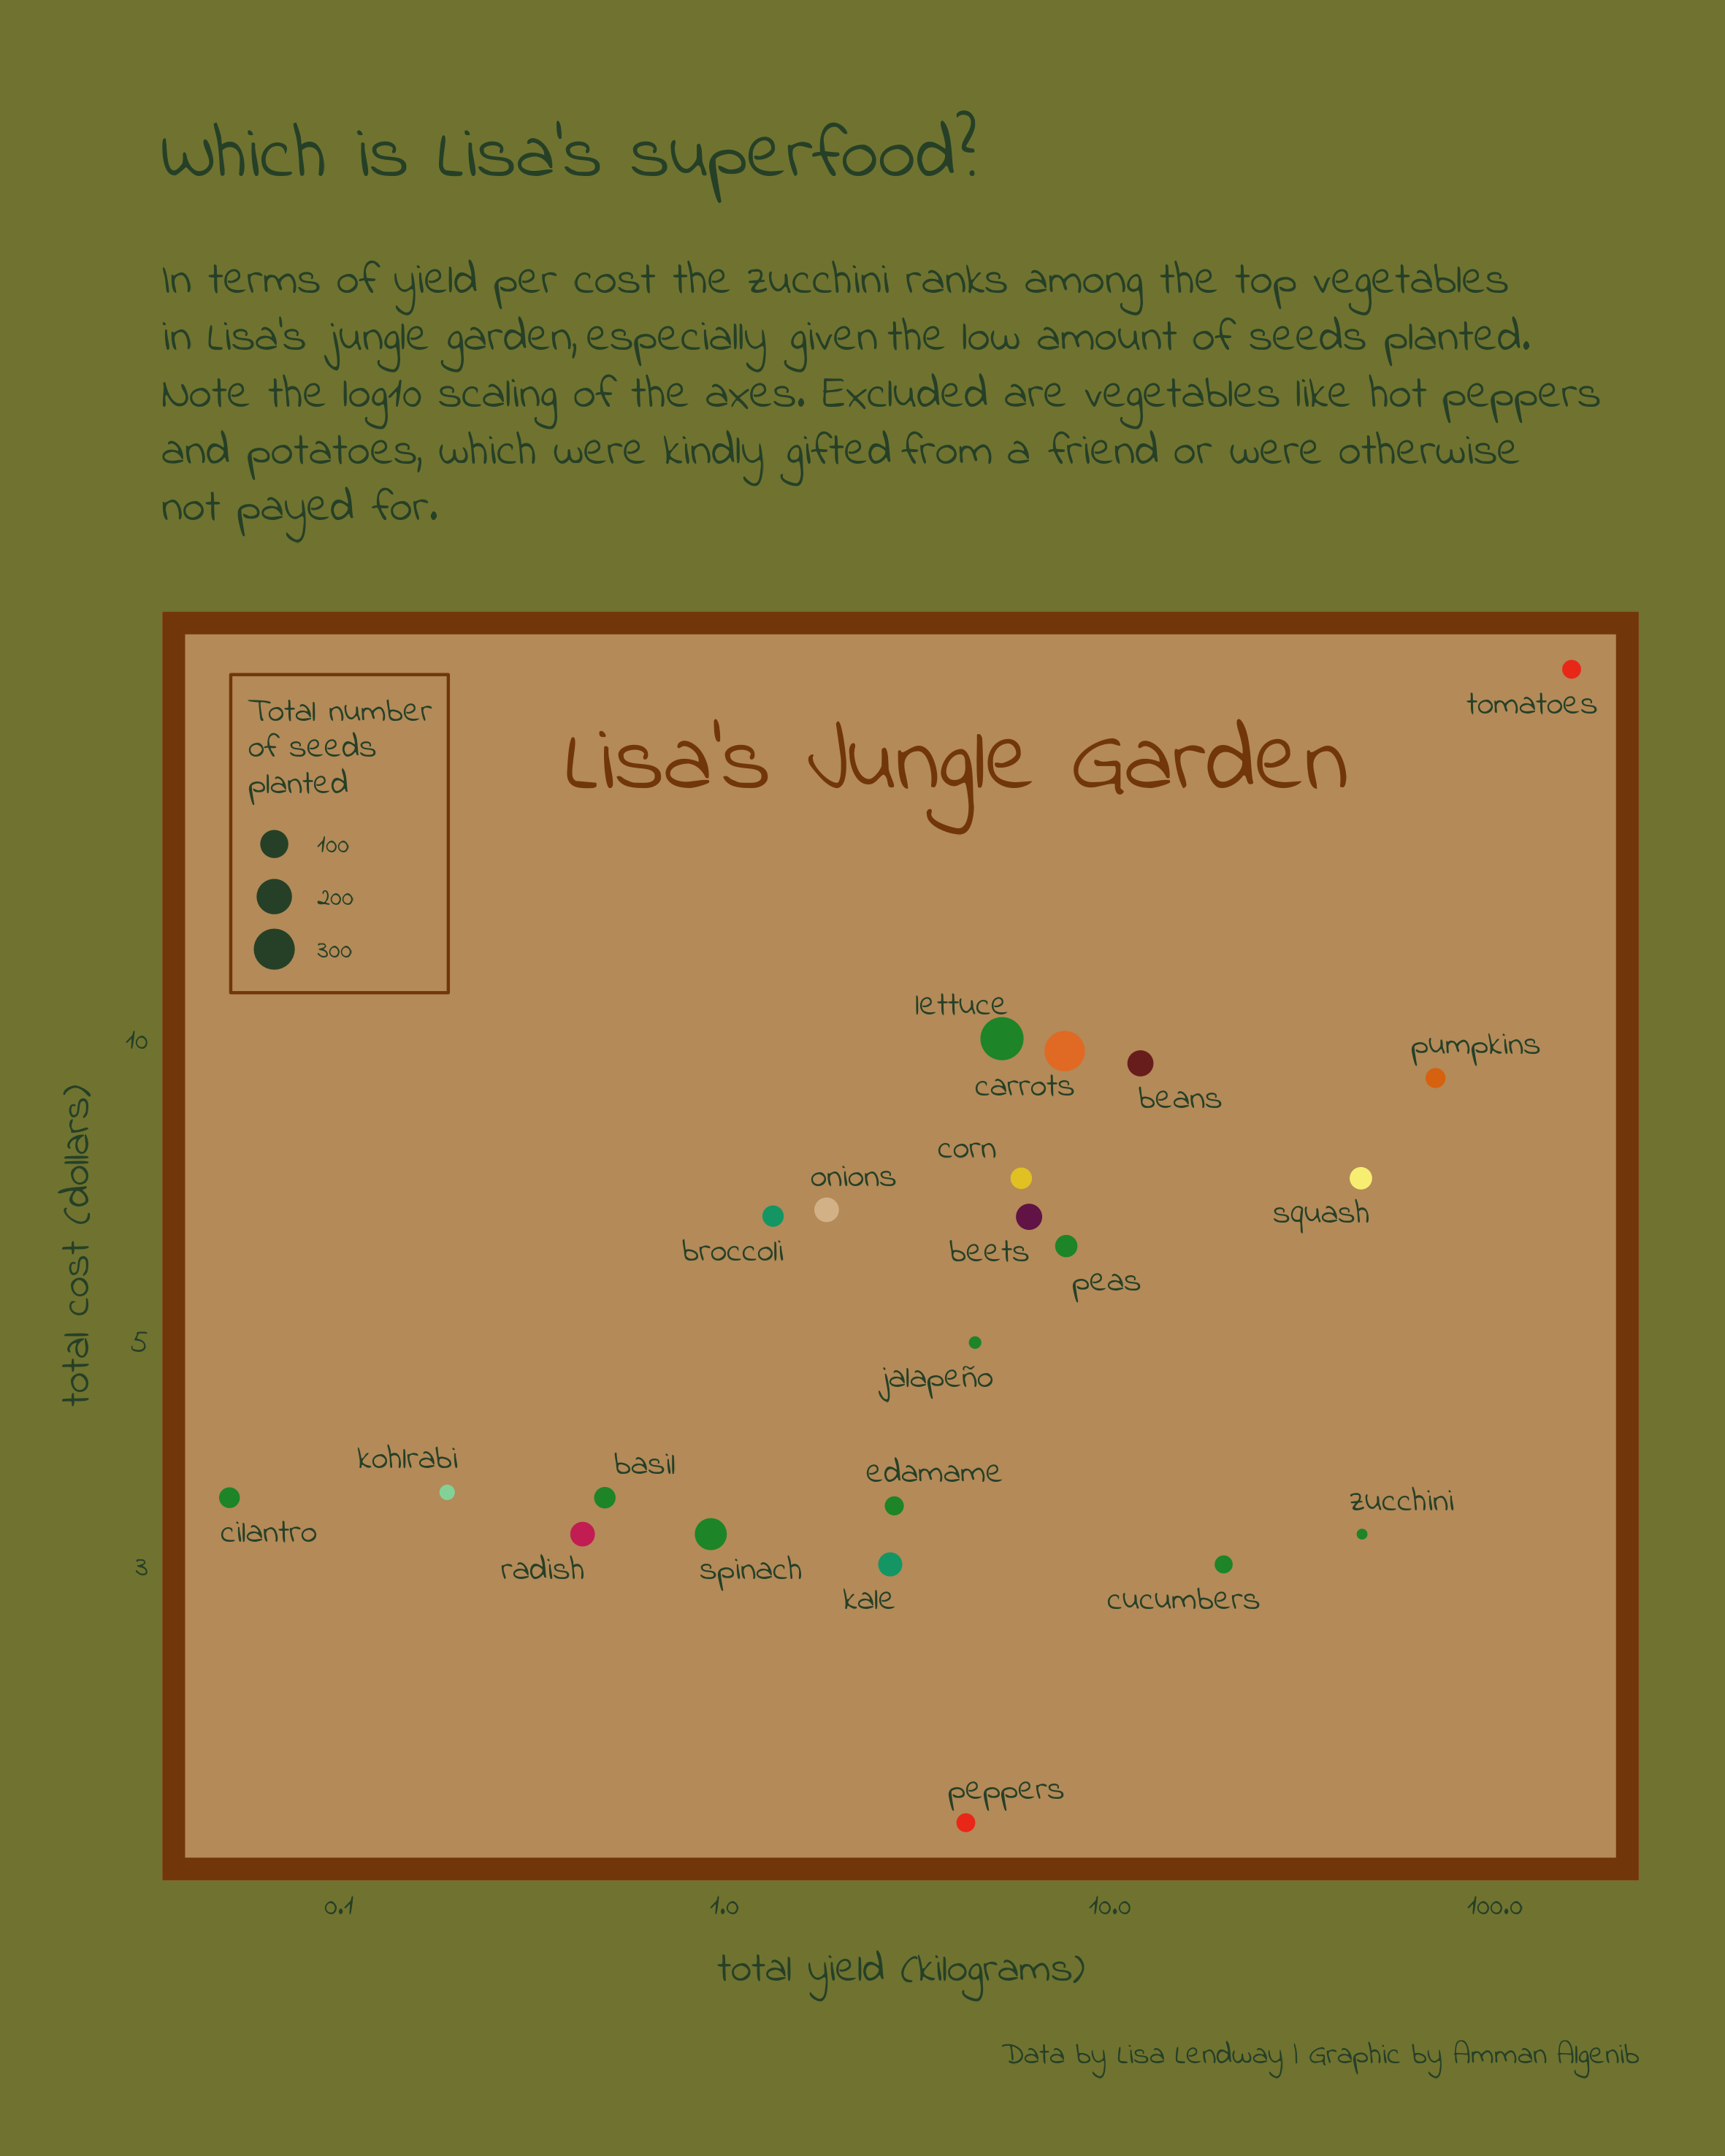 Which is Lisa's superfood?
In terms of yield per cost the zucchini ranks among the top vegetables
in Lisa's jungle garden, especially given the low amount of seeds planted.
Note the log10 scaling of the axes. Excluded are vegetables like hot peppers
and potatoes, which were kindly gifted from a friend or were otherwise
not payed for.
tomatoes
Total number
of seeds
planted
100
200
300
Lisa's Jungle Garden
lettuce
carrots
beans
pumpkins
corn
onions
squash
broccoli
beets
peas
jalapeño
kohlrabi
basil
edamame
zucchini
cilantro
radish
spinach
kale
cucumbers
peppers
10
5
3
total cost (dollars)
0.1
1.0
10.0
100.0
total yield (kilograms)
Data by Lisa Lendway | Graphic by Amman Algenib